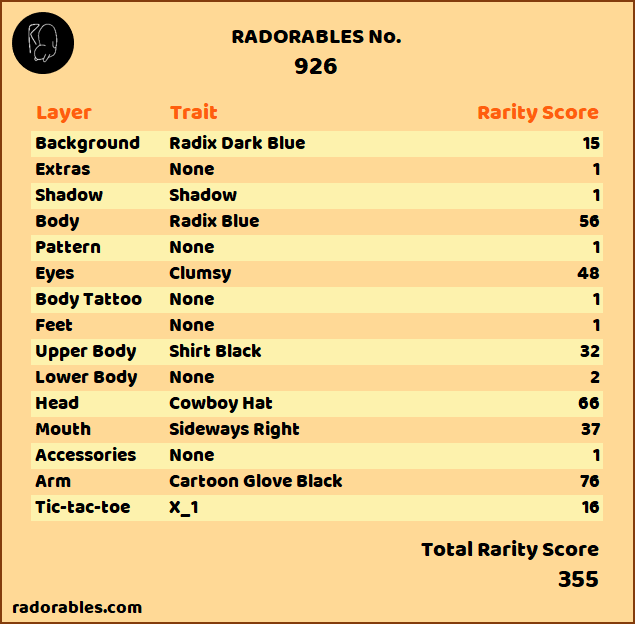 RADORABLES No.
926
Layer Trait Rarity Score
Background Radix Dark Blue 15
Extras None 1
Shadow Shadow 1
Body Radix Blue 56
Pattern None 1
Eyes Clumsy 48
Body Tattoo None 1
Feet None 1
Upper Body Shirt Black 32
Lower Body None 2
Head Cowboy Hat 66
Mouth Sideways Right 37
Accessories None 1
Arm Cartoon Glove Black 76
Tic-tac-toe X_1 16
Total Rarity Score
355
radorables.com